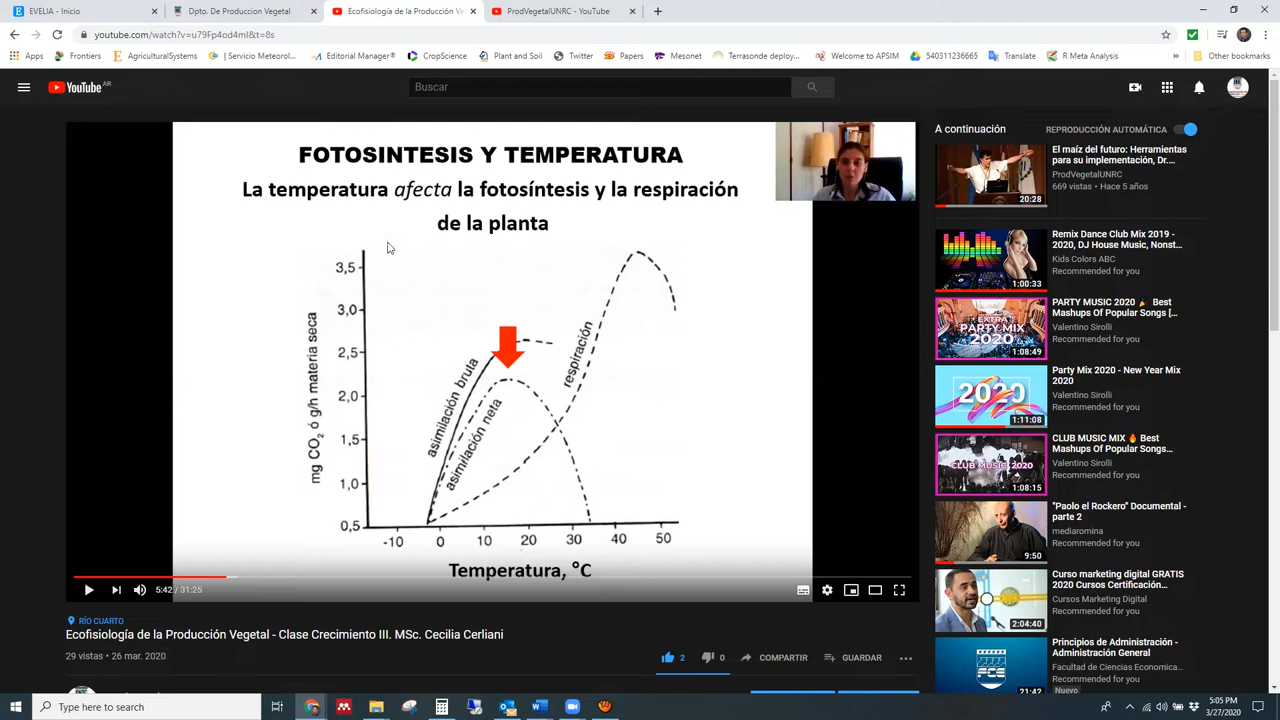 EVELIA - Inicio
Dpto. De Produccion Vegetal
Ecofisiología de la Producción Ve
ProdVegetalUNRC - YouTube
youtube.com/watch?v=u79Fp4od4mI&t=8s
Apps
Frontiers
AgriculturalSystems
| Servicio Meteorol...
Editorial Manager®
CropScience
Plant and Soil
Twitter
Papers
Mesonet
Terrasonde deploy...
Welcome to APSIM
540311236665
Translate
R Meta Analysis
»
Other bookmarks
YouTube AR
Buscar
FOTOSINTESIS Y TEMPERATURA
La temperatura afecta la fotosíntesis y la respiración
de la planta
mg CO2 ó g/h materia seca
3,5
3,0
2,5
2,0
1,5
1,0
0,5
asimilación bruta
asimilación neta
respiración
-10 0 10 20 30 40 50
Temperatura, °C
5:42 / 31:25
RÍO CUARTO
Ecofisiología de la Producción Vegetal - Clase Crecimiento III. MSc. Cecilia Cerliani
29 vistas • 26 mar. 2020
2
0
COMPARTIR
GUARDAR
A continuación
REPRODUCCIÓN AUTOMÁTICA
El maíz del futuro: Herramientas
para su implementación, Dr....
ProdVegetalUNRC
669 vistas • Hace 5 años
20:28
Remix Dance Club Mix 2019 -
2020, DJ House Music, Nonst...
Kids Colors ABC
Recommended for you
1:00:33
PARTY MUSIC 2020 🎉 Best
Mashups Of Popular Songs [...
Valentino Sirolli
Recommended for you
EXTRA
PARTY MIX
2020
1:08:49
Party Mix 2020 - New Year Mix
2020
Valentino Sirolli
Recommended for you
2020
1:11:08
CLUB MUSIC MIX 🔥 Best
Mashups Of Popular Songs...
Valentino Sirolli
Recommended for you
CLUB MUSIC 2020
1:08:15
"Paolo el Rockero" Documental -
parte 2
mediaromina
Recommended for you
9:50
Curso marketing digital GRATIS
2020 Cursos Certificación...
Cursos Marketing Digital
Recommended for you
2:04:40
Principios de Administración -
Administración General
Facultad de Ciencias Economica...
Recommended for you
Nuevo
21:42
Type here to search
5:05 PM
3/27/2020